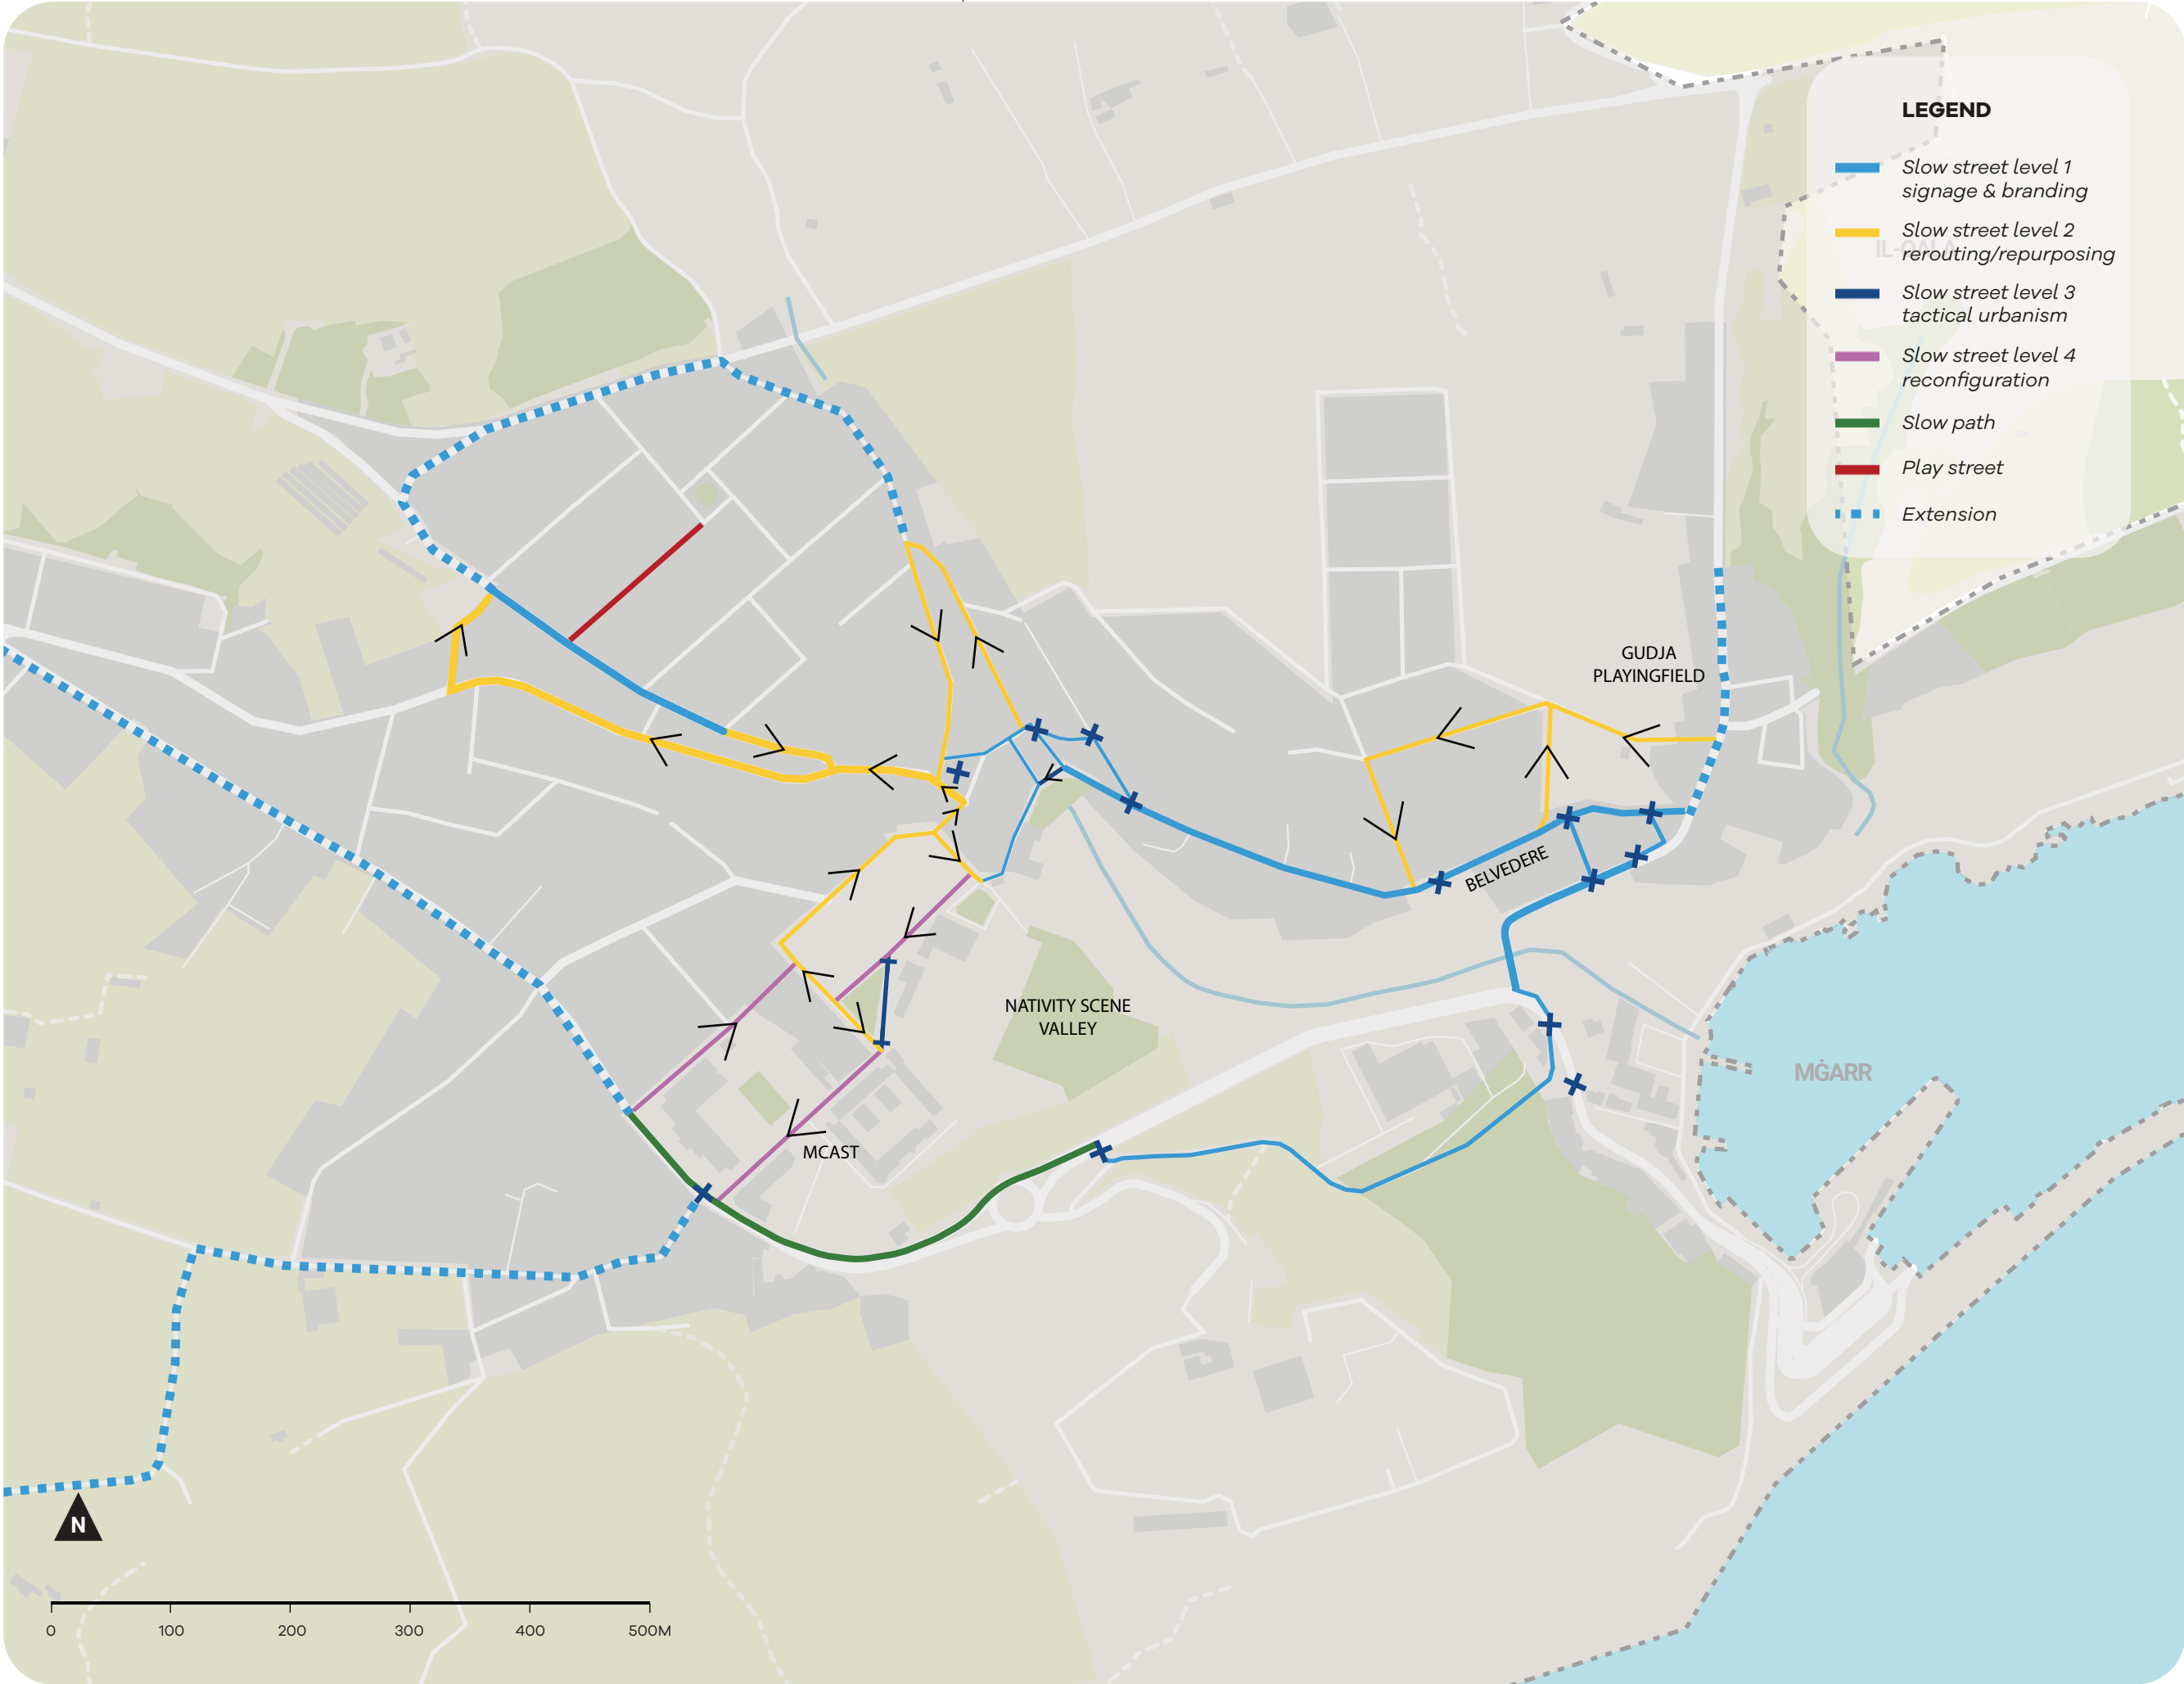 LEGEND
Slow street level 1
signage & branding
Slow street level 2
rerouting/repurposing
Slow street level 3
tactical urbanism
Slow street level 4
reconfiguration
Slow path
Play street
Extension
IL-QALA
GUDJA
PLAYINGFIELD
BELVEDERE
NATIVITY SCENE
VALLEY
MĠARR
MCAST
N
0 100 200 300 400 500M